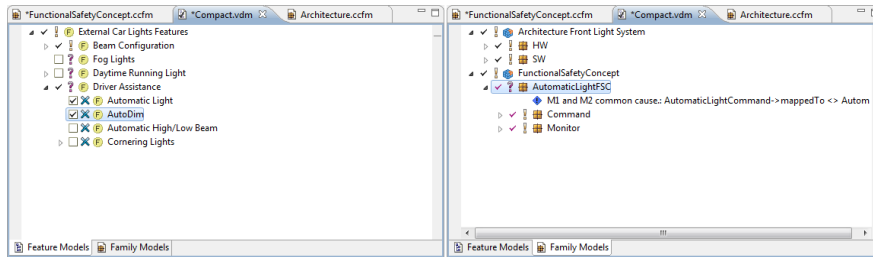 *FunctionalSafetyConcept.ccfm
*Compact.vdm
Architecture.ccfm
External Car Lights Features
Beam Configuration
Fog Lights
Daytime Running Light
Driver Assistance
Automatic Light
AutoDim
Automatic High/Low Beam
Cornering Lights
Feature Models
Family Models
*FunctionalSafetyConcept.ccfm
*Compact.vdm
Architecture.ccfm
Architecture Front Light System
HW
SW
FunctionalSafetyConcept
AutomaticLightFSC
M1 and M2 common cause.: AutomaticLightCommand->mappedTo <> Autom
Command
Monitor
Feature Models
Family Models